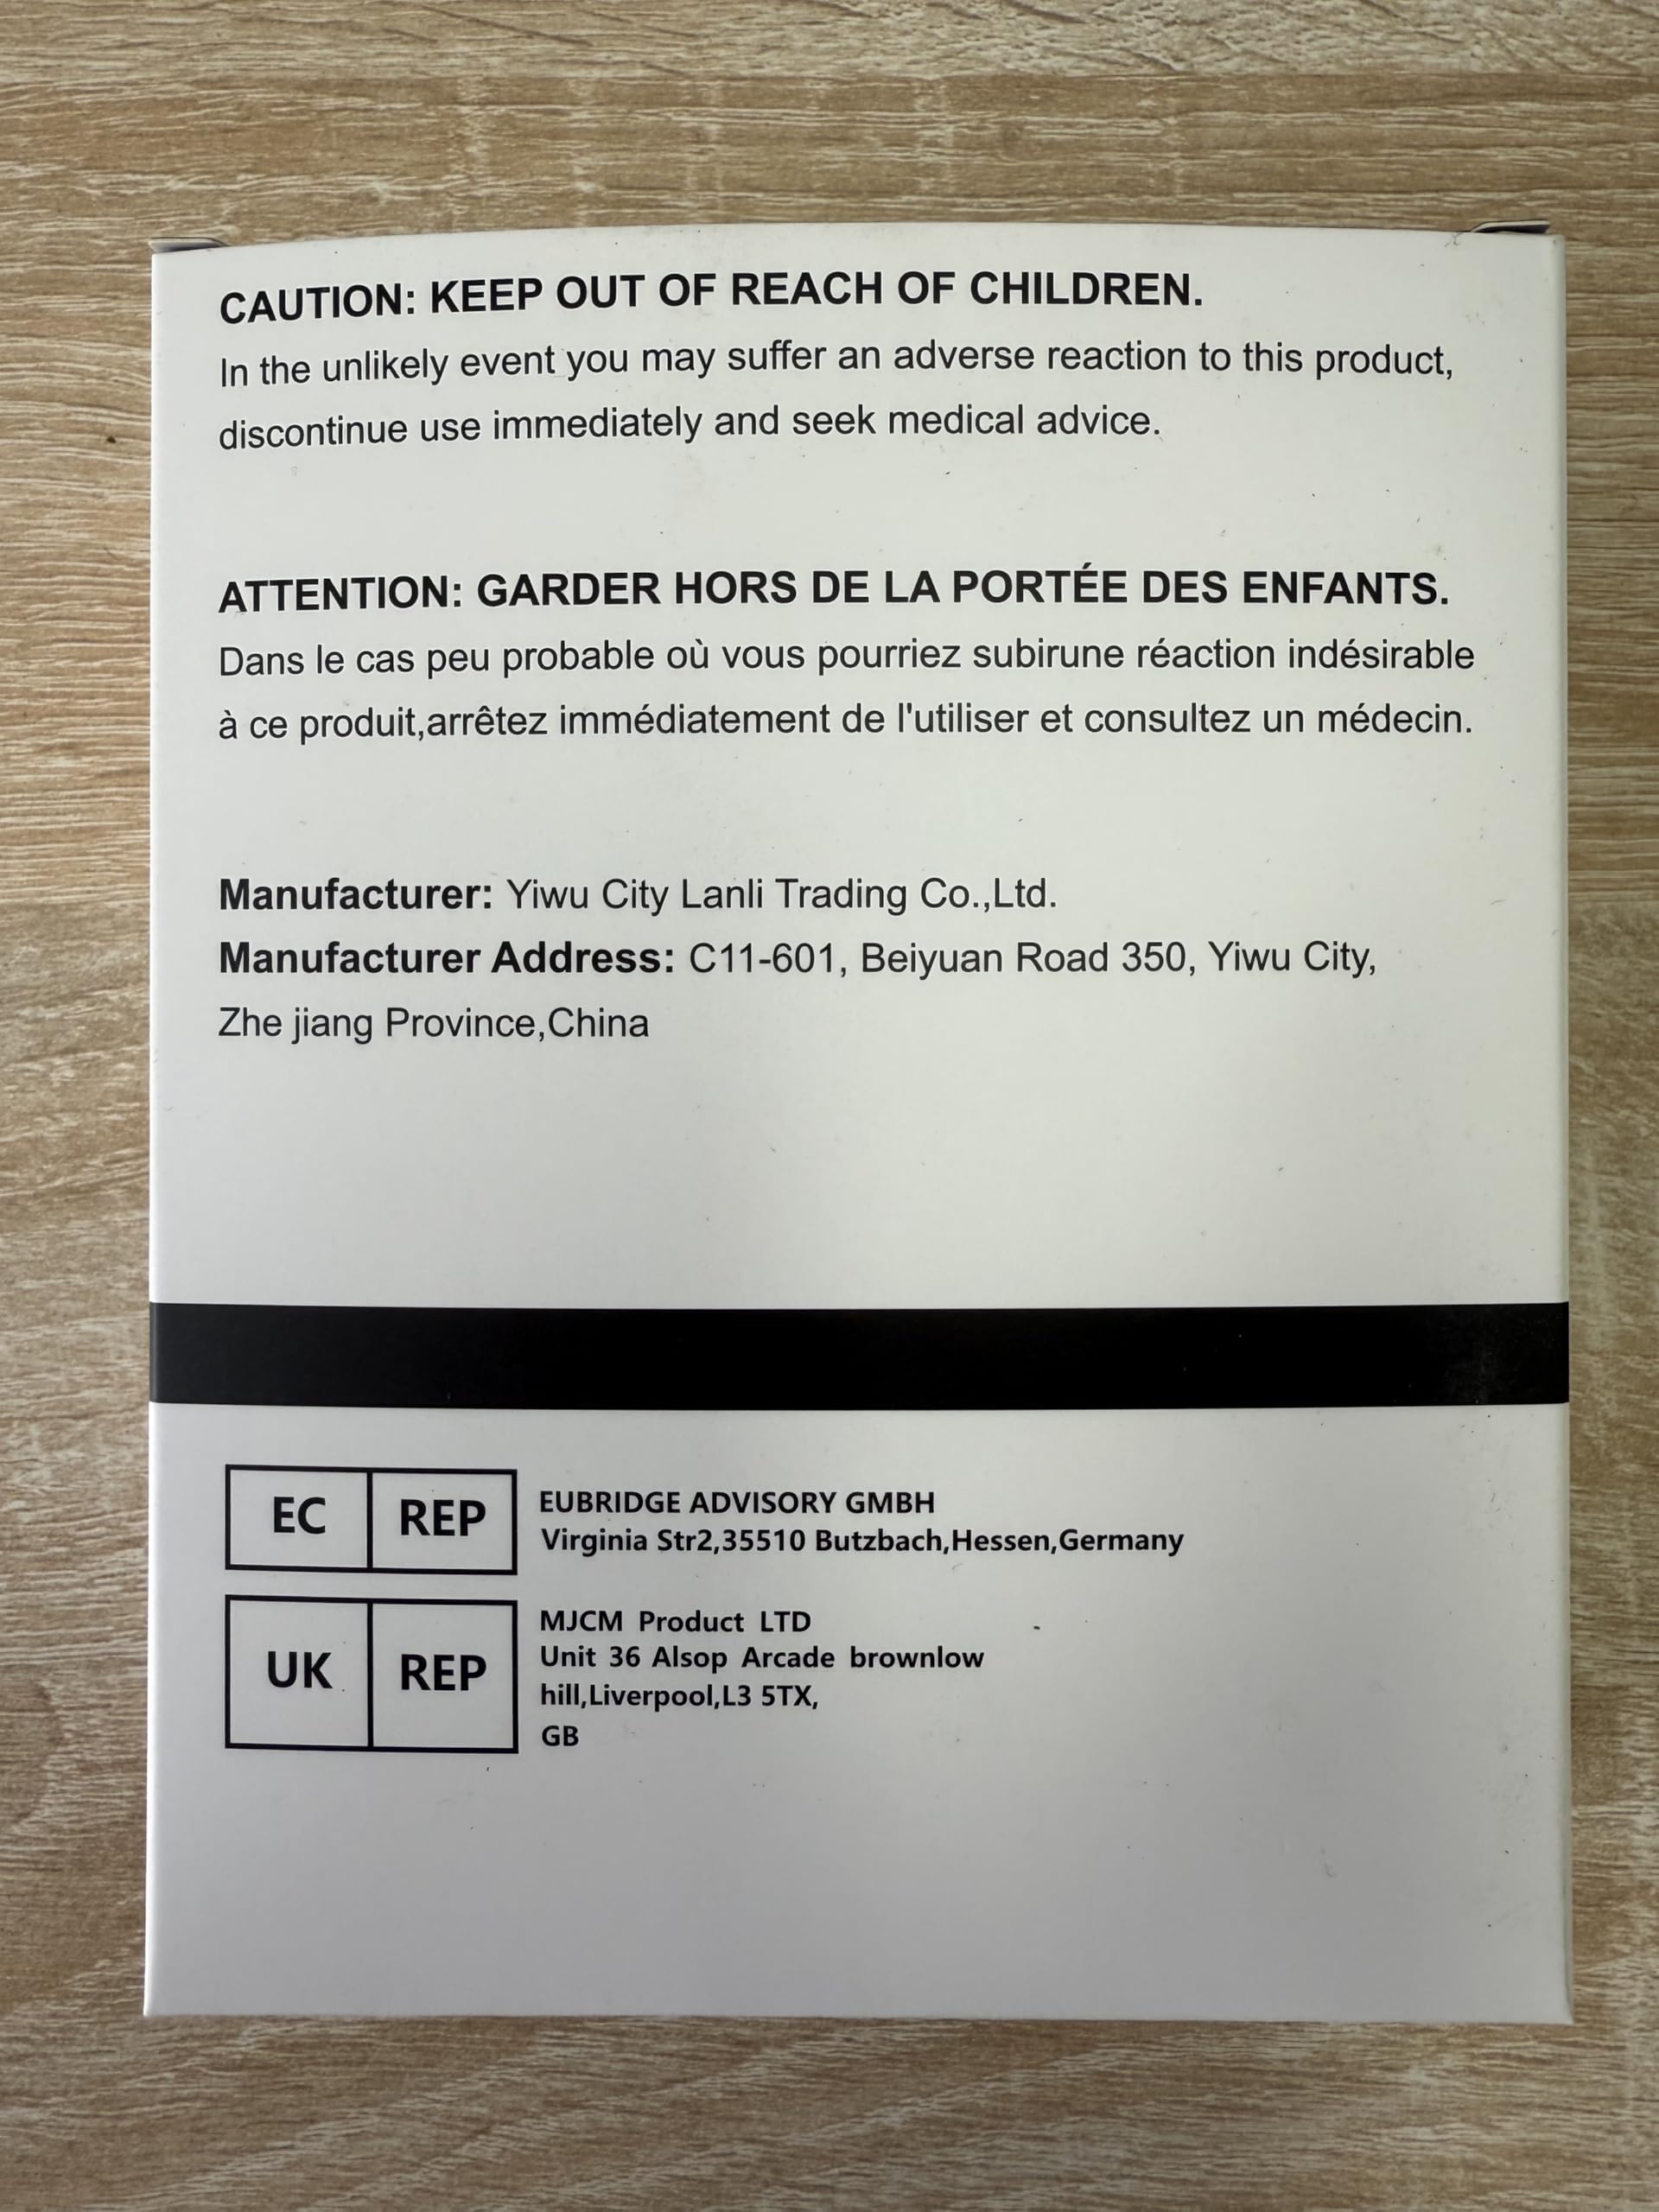 CAUTION: KEEP OUT OF REACH OF CHILDREN.
In the unlikely event you may suffer an adverse reaction to this product,
discontinue use immediately and seek medical advice.
ATTENTION: GARDER HORS DE LA PORTÉE DES ENFANTS.
Dans le cas peu probable où vous pourriez subirune réaction indésirable
à ce produit,arrêtez immédiatement de l'utiliser et consultez un médecin.
Manufacturer: Yiwu City Lanli Trading Co.,Ltd.
Manufacturer Address: C11-601, Beiyuan Road 350, Yiwu City,
Zhe jiang Province,China
EC REP
EUBRIDGE ADVISORY GMBH
Virginia Str2,35510 Butzbach,Hessen,Germany
UK REP
MJCM Product LTD
Unit 36 Alsop Arcade brownlow
hill,Liverpool,L3 5TX,
GB